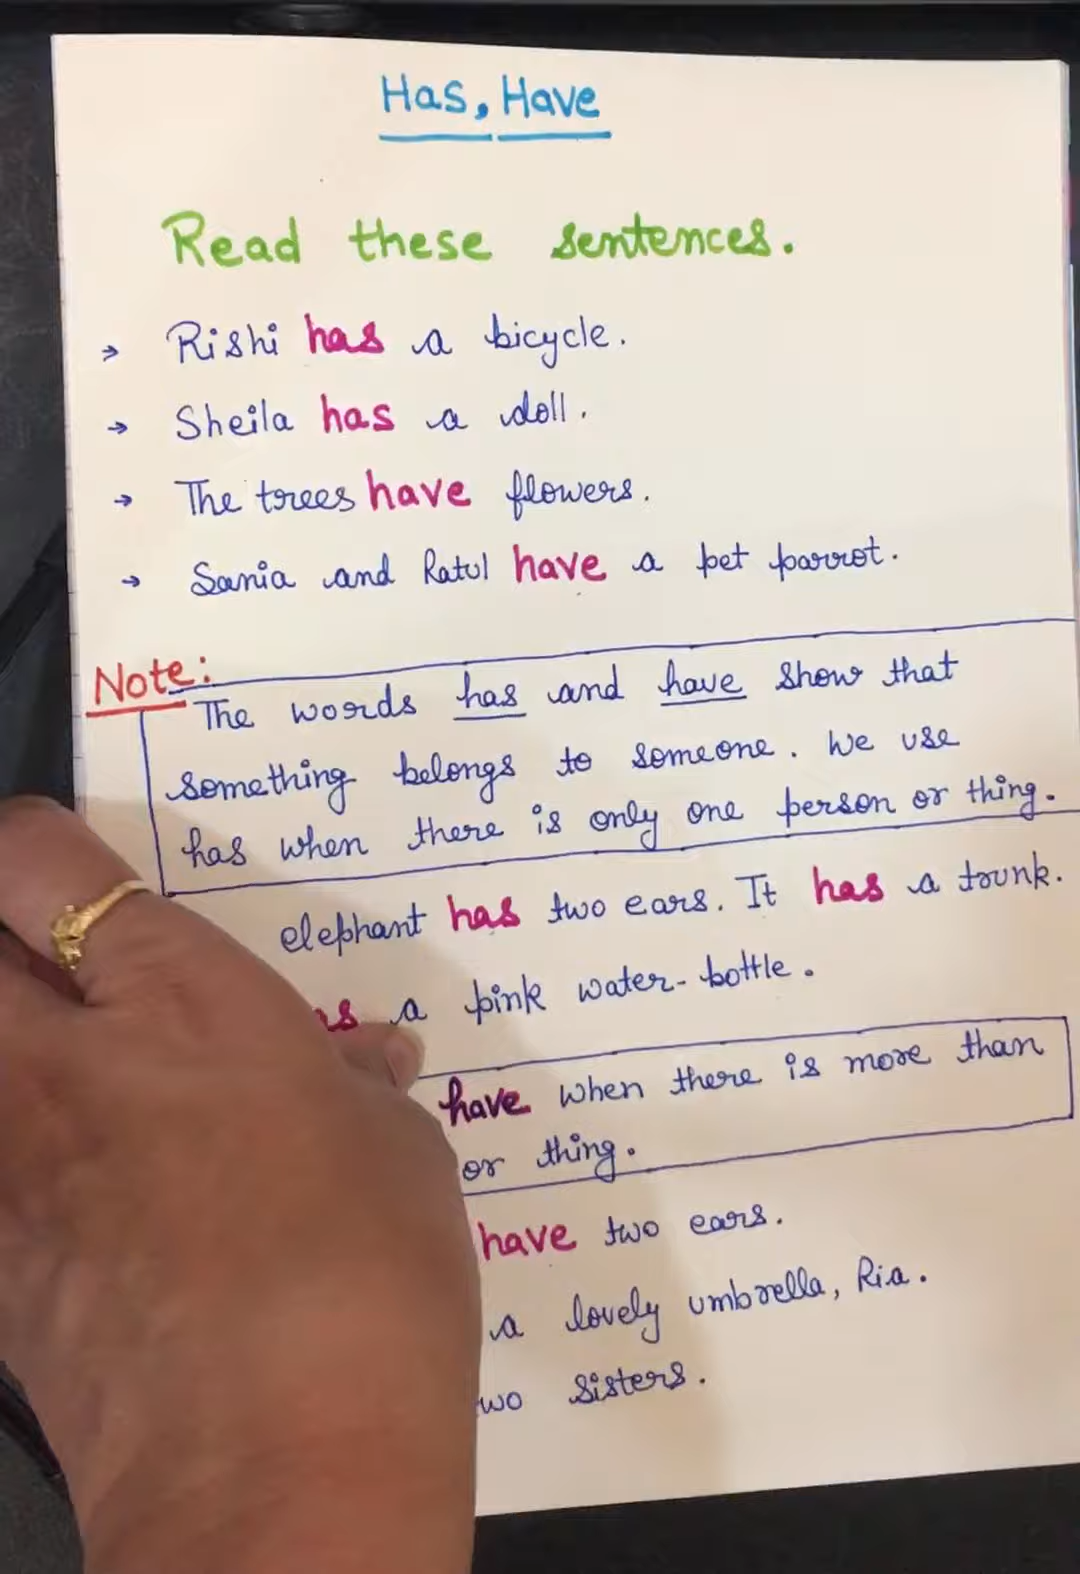 Has, Have
Read these sentences.
→ Rishi has a bicycle.
→ Sheila has a doll.
→ The trees have flowers.
→ Sania and Ratul have a pet parrot.
Note:
The words has and have show that
something belongs to someone. We use
has when there is only one person or thing.
elephant has two ears. It has a trunk.
a pink water-bottle.
have when there is more than
or thing.
have two ears.
a lovely umbrella, Ria.
sisters.